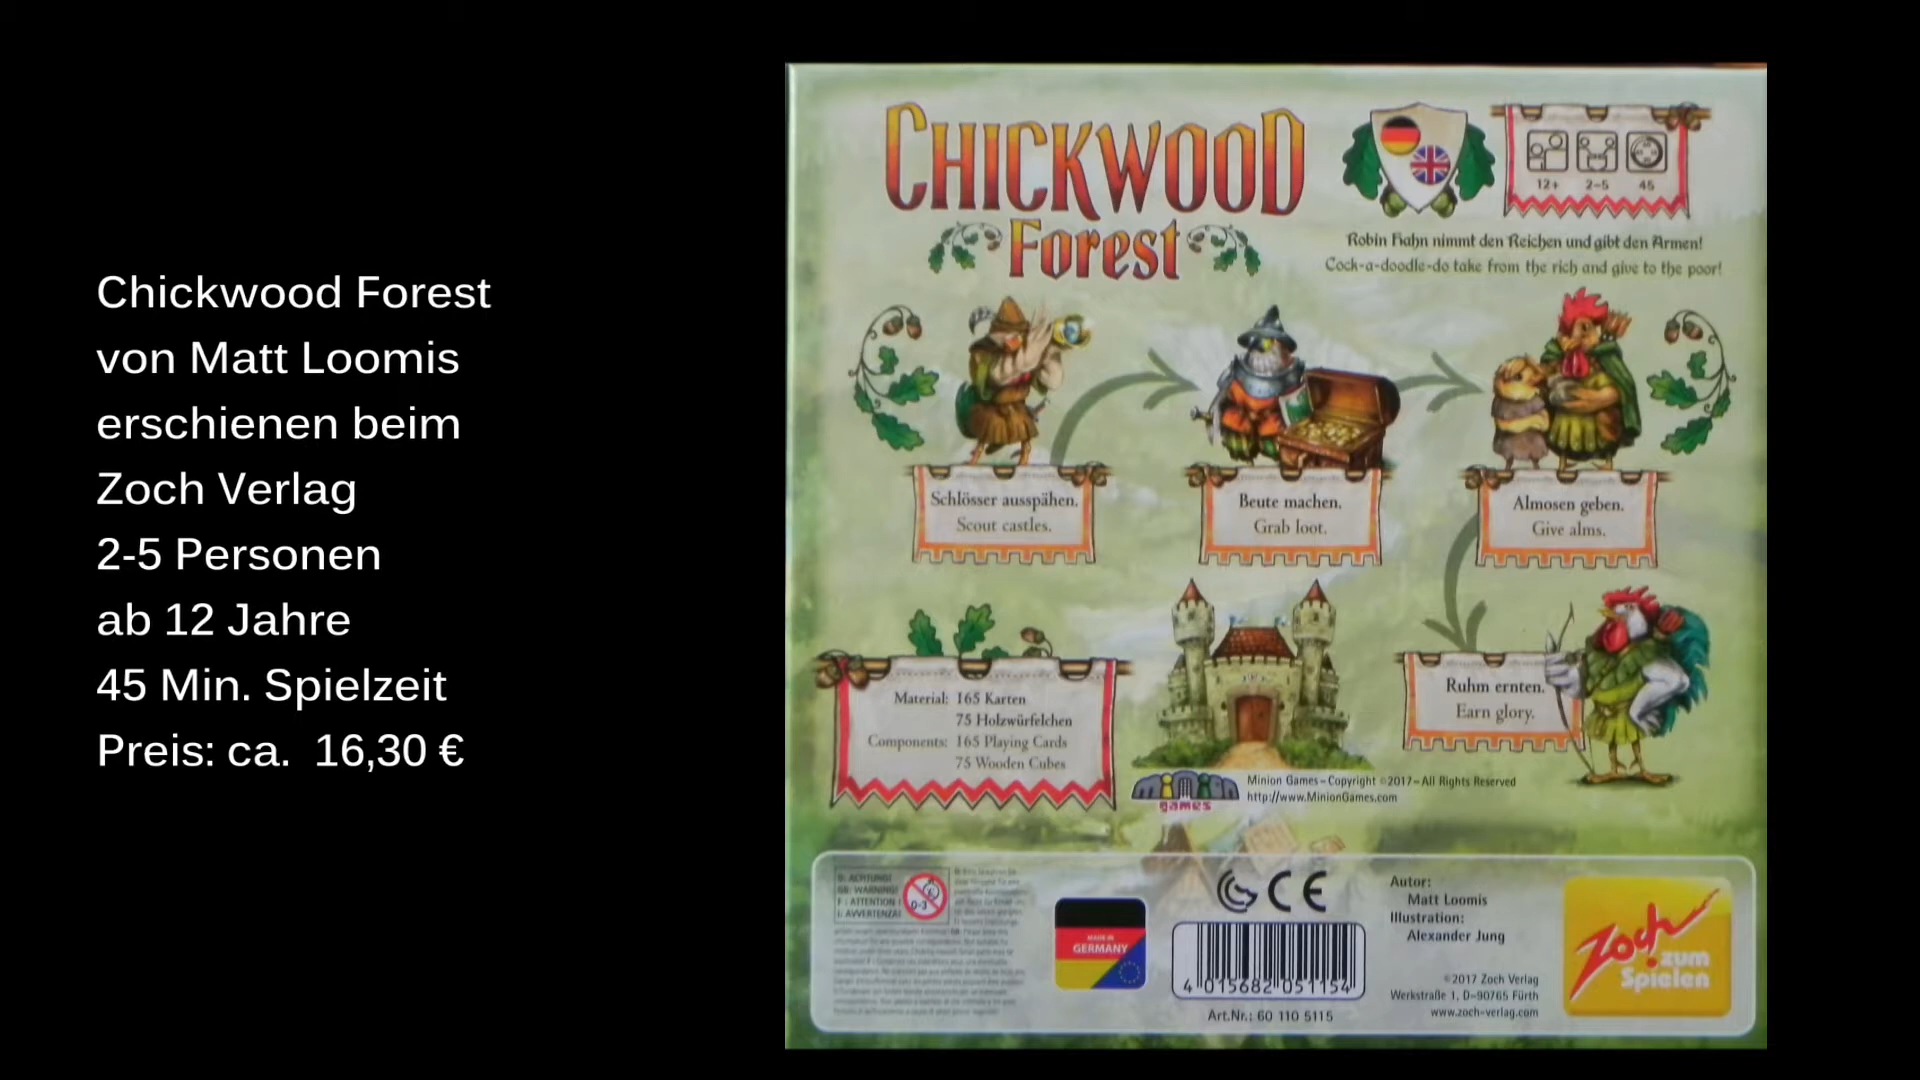 Chickwood Forest
von Matt Loomis
erschienen beim
Zoch Verlag
2-5 Personen
ab 12 Jahre
45 Min. Spielzeit
Preis: ca. 16,30 €
CHICKWOOD
Forest
12+ 2-5 45
Robin Hahn nimmt den Reichen und gibt den Armen!
Cock-a-doodle-do take from the rich and give to the poor!
Schlösser ausspähen.
Scout castles.
Beute machen.
Grab loot.
Almosen geben.
Give alms.
Ruhm ernten.
Earn glory.
Material: 165 Karten
75 Holzwürfelchen
Components: 165 Playing Cards
75 Wooden Cubes
minion games
Minion Games - Copyright ©2017 - All Rights Reserved
http://www.MinionGames.com
D: ACHTUNG!
GB: WARNING!
F: ATTENTION!
I: AVVERTENZA!
0-3
MADE IN
GERMANY
CE
4 015682 051154
Art.Nr.: 60 110 5115
Autor:
Matt Loomis
Illustration:
Alexander Jung
©2017 Zoch Verlag
Werkstraße 1, D-90765 Fürth
www.zoch-verlag.com
Zoch
zum
Spielen